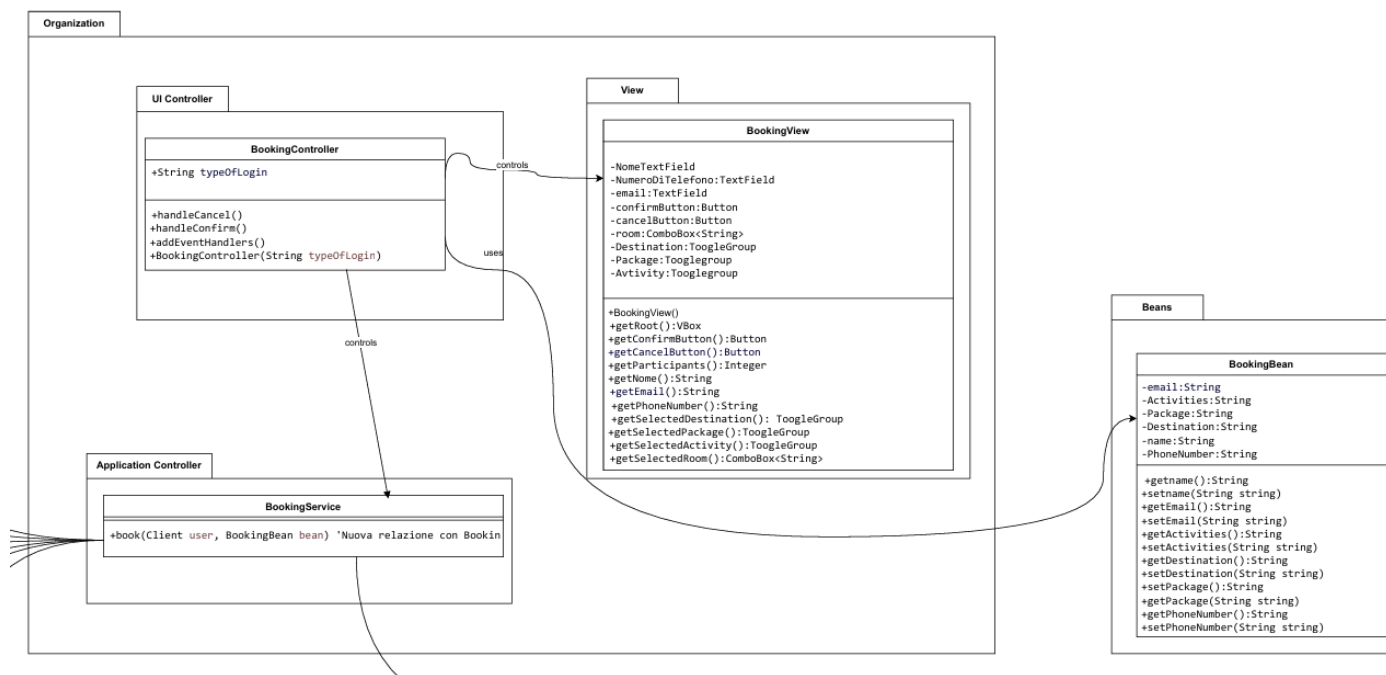 Organization
UI Controller
BookingController
+String typeOfLogin
+handleCancel()
+handleConfirm()
+addEventHandlers()
+BookingController(String typeOfLogin)
controls
uses
controls
View
BookingView
-NomeTextField
-NumeroDiTelefono:TextField
-email:TextField
-confirmButton:Button
-cancelButton:Button
-room:ComboBox<String>
-Destination:ToogleGroup
-Package:Tooglegroup
-Avtivity:Tooglegroup
+BookingView()
+getRoot():VBox
+getConfirmButton():Button
+getCancelButton():Button
+getParticipants():Integer
+getNome():String
+getEmail():String
+getPhoneNumber():String
+getSelectedDestination(): ToogleGroup
+getSelectedPackage():ToogleGroup
+getSelectedActivity():ToogleGroup
+getSelectedRoom():ComboBox<String>
Application Controller
BookingService
+book(Client user, BookingBean bean) 'Nuova relazione con Bookin
Beans
BookingBean
-email:String
-Activities:String
-Package:String
-Destination:String
-name:String
-PhoneNumber:String
+getname():String
+setname(String string)
+getEmail():String
+setEmail(String string)
+getActivities():String
+setActivities(String string)
+getDestination():String
+setDestination(String string)
+setPackage():String
+getPackage(String string)
+getPhoneNumber():String
+setPhoneNumber(String string)